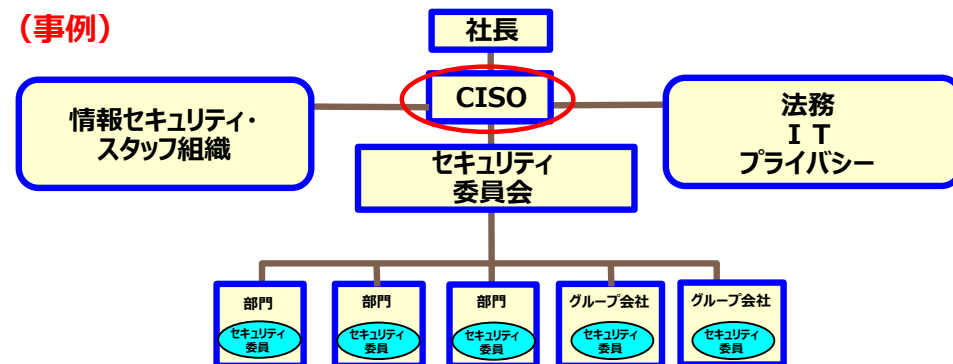 (事例)
社長
CISO
情報セキュリティ・
スタッフ組織
法務
ＩＴ
プライバシー
セキュリティ
委員会
部門
セキュリティ
委員
部門
セキュリティ
委員
部門
セキュリティ
委員
グループ会社
セキュリティ
委員
グループ会社
セキュリティ
委員